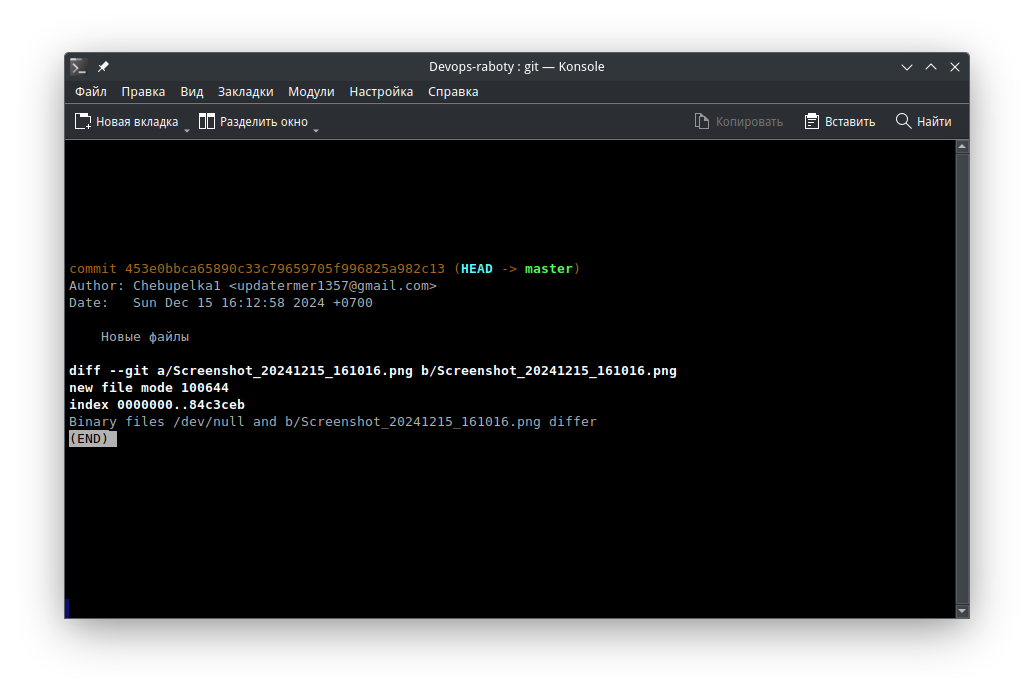 Devops-raboty : git — Konsole
Файл Правка Вид Закладки Модули Настройка Справка
Новая вкладка Разделить окно Копировать Вставить Найти
commit 453e0bbca65890c33c79659705f996825a982c13 (HEAD -> master)
Author: Chebupelka1 <updatermer1357@gmail.com>
Date:   Sun Dec 15 16:12:58 2024 +0700
Новые файлы
diff --git a/Screenshot_20241215_161016.png b/Screenshot_20241215_161016.png
new file mode 100644
index 0000000..84c3ceb
Binary files /dev/null and b/Screenshot_20241215_161016.png differ
(END)